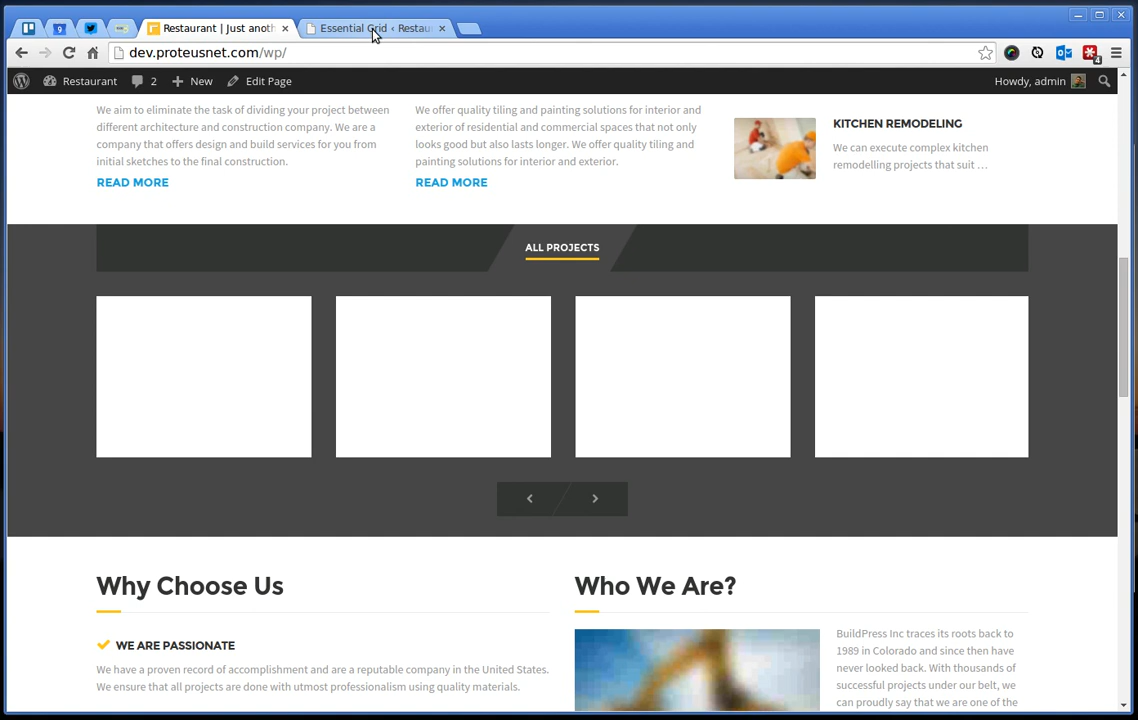 9
Restaurant | Just anoth
Essential Grid ‹ Restau
dev.proteusnet.com/wp/
4
Restaurant
2
New
Edit Page
Howdy, admin
We aim to eliminate the task of dividing your project between
different architecture and construction company. We are a
company that offers design and build services for you from
initial sketches to the final construction.
READ MORE
We offer quality tiling and painting solutions for interior and
exterior of residential and commercial spaces that not only
looks good but also lasts longer. We offer quality tiling and
painting solutions for interior and exterior.
READ MORE
KITCHEN REMODELING
We can execute complex kitchen
remodelling projects that suit …
ALL PROJECTS
Why Choose Us
WE ARE PASSIONATE
We have a proven record of accomplishment and are a reputable company in the United States.
We ensure that all projects are done with utmost professionalism using quality materials.
Who We Are?
BuildPress Inc traces its roots back to
1989 in Colorado and since then have
never looked back. With thousands of
successful projects under our belt, we
can proudly say that we are one of the